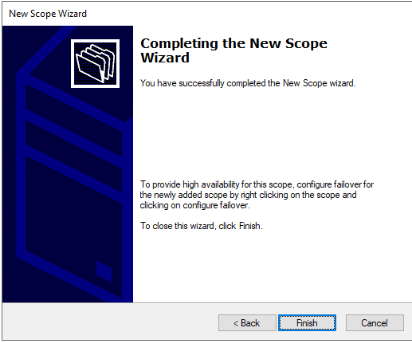 New Scope Wizard
Completing the New Scope
Wizard
You have successfully completed the New Scope wizard.
To provide high availability for this scope, configure failover for
the newly added scope by right clicking on the scope and
clicking on configure failover.
To close this wizard, click Finish.
< Back
Finish
Cancel